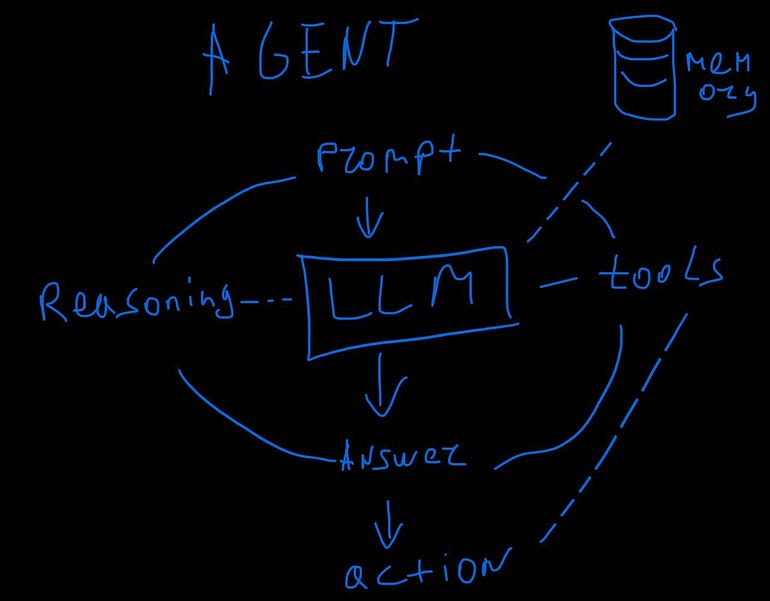 AGENT
MEM
ORY
Prompt
Reasoning
LLM
tools
Answer
action